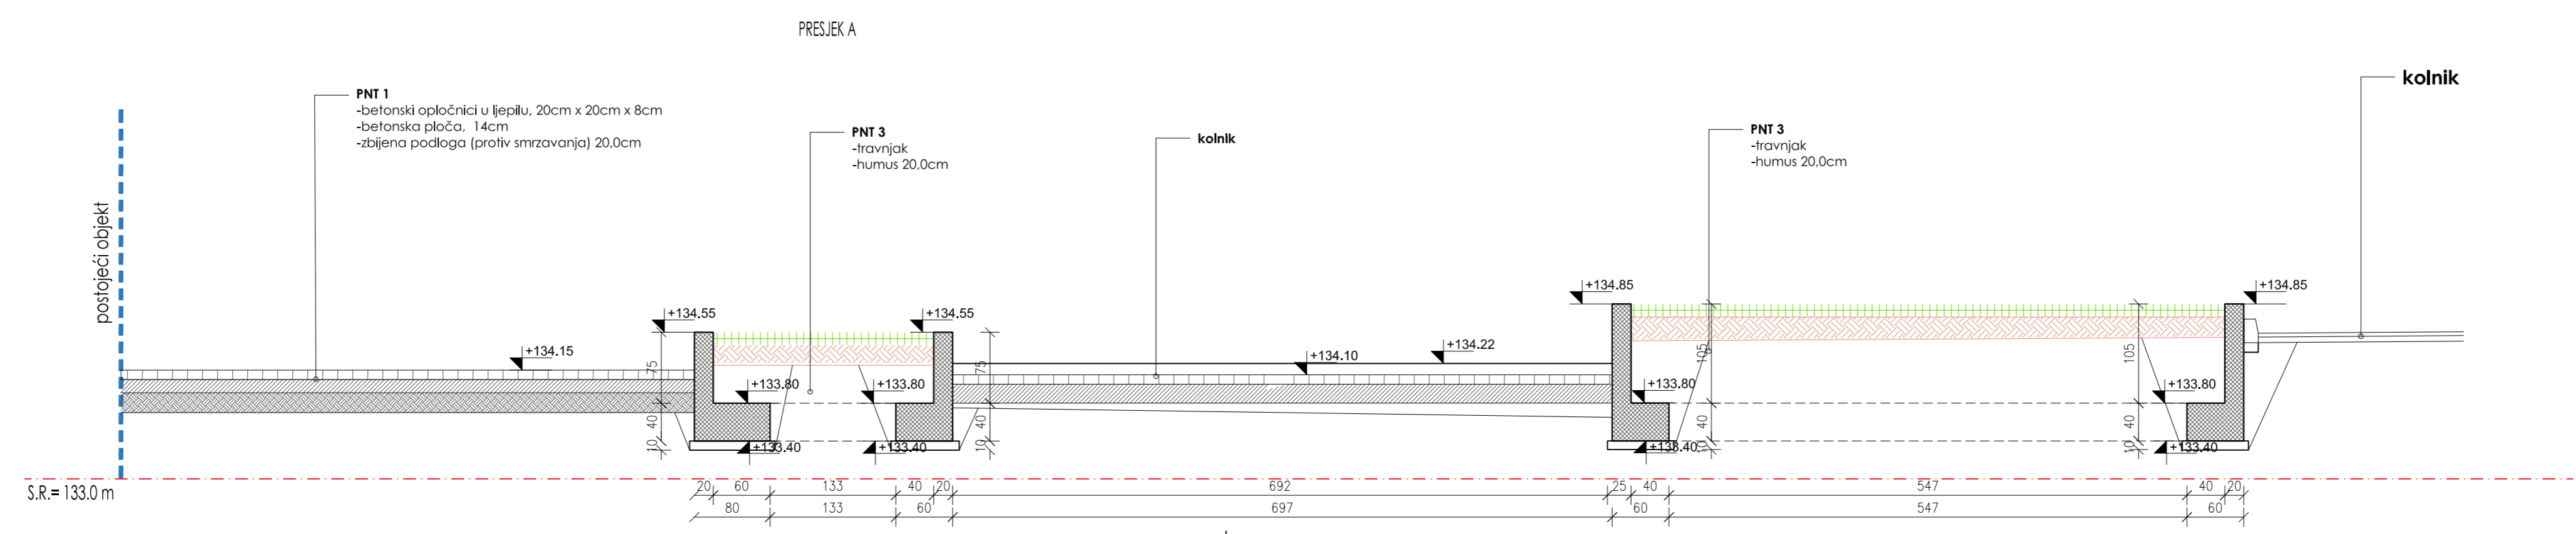 PRESJEK A
kolnik
PNT 1
-betonski opločnici u ljepilu, 20cm x 20cm x 8cm
-betonska ploča, 14cm
-zbijena podloga (protiv smrzavanja) 20,0cm
PNT 3
-travnjak
-humus 20,0cm
kolnik
PNT 3
-travnjak
-humus 20,0cm
postojeći objekt
+134.85
+134.85
+134.55
+134.55
+134.15
+134.10
+134.22
75
75
105
105
+133.80
+133.80
+133.80
+133.80
40
40
40
40
10
10
10
10
+133.40
+133.40
+133.40
+133.40
S.R.= 133.0 m
20 60 133 40 20 692 25 40 547 40 20
80 133 60 697 60 547 60